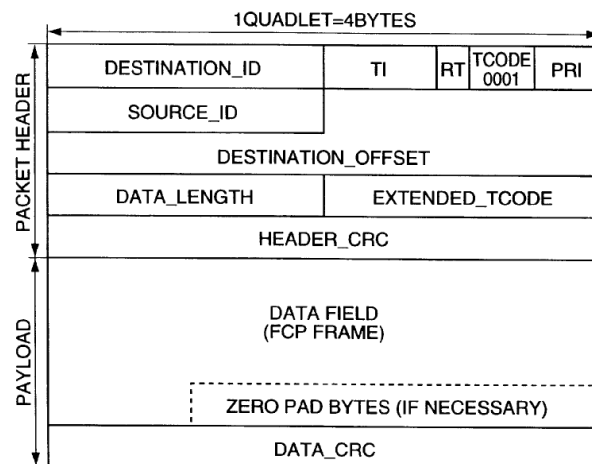 1QUADLET=4BYTES
PACKET HEADER
DESTINATION_ID TI RT TCODE 0001 PRI
SOURCE_ID
DESTINATION_OFFSET
DATA_LENGTH EXTENDED_TCODE
HEADER_CRC
PAYLOAD
DATA FIELD
(FCP FRAME)
ZERO PAD BYTES (IF NECESSARY)
DATA_CRC